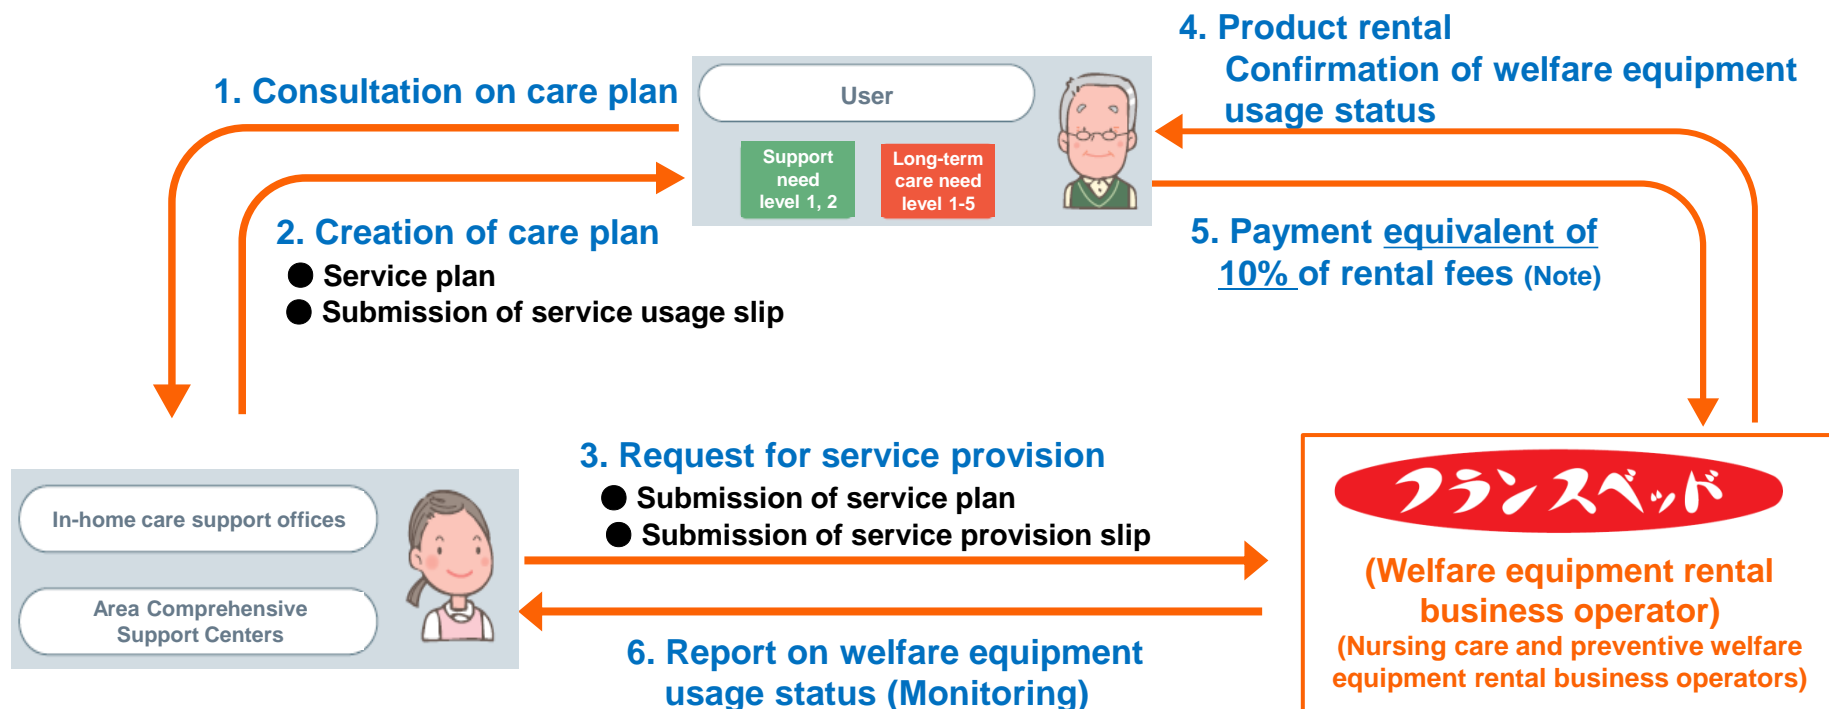 4. Product rental
Confirmation of welfare equipment
usage status
1. Consultation on care plan
User
Support
need
level 1, 2
Long-term
care need
level 1-5
2. Creation of care plan
● Service plan
● Submission of service usage slip
5. Payment equivalent of
10% of rental fees (Note)
3. Request for service provision
● Submission of service plan
● Submission of service provision slip
In-home care support offices
Area Comprehensive
Support Centers
フランスベッド
(Welfare equipment rental
business operator)
(Nursing care and preventive welfare
equipment rental business operators)
6. Report on welfare equipment
usage status (Monitoring)